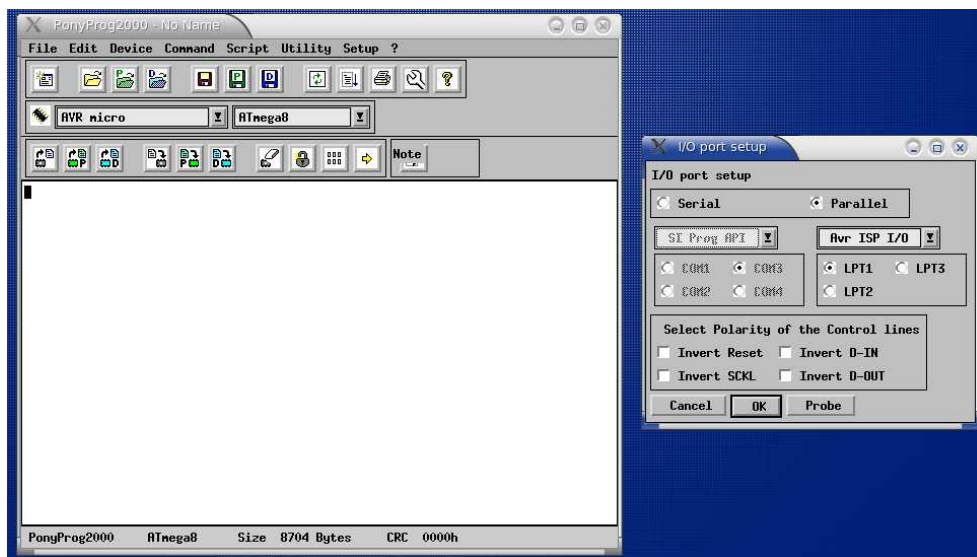 PonyProg2000 - No Name
File Edit Device Command Script Utility Setup ?
P D P D
AVR micro ATmega8
P D P D Note
PonyProg2000 ATmega8 Size 8704 Bytes CRC 0000h
I/O port setup
I/O port setup
Serial Parallel
SI Prog API Avr ISP I/O
COM1 COM3 LPT1 LPT3
COM2 COM4 LPT2
Select Polarity of the Control lines
Invert Reset Invert D-IN
Invert SCKL Invert D-OUT
Cancel OK Probe